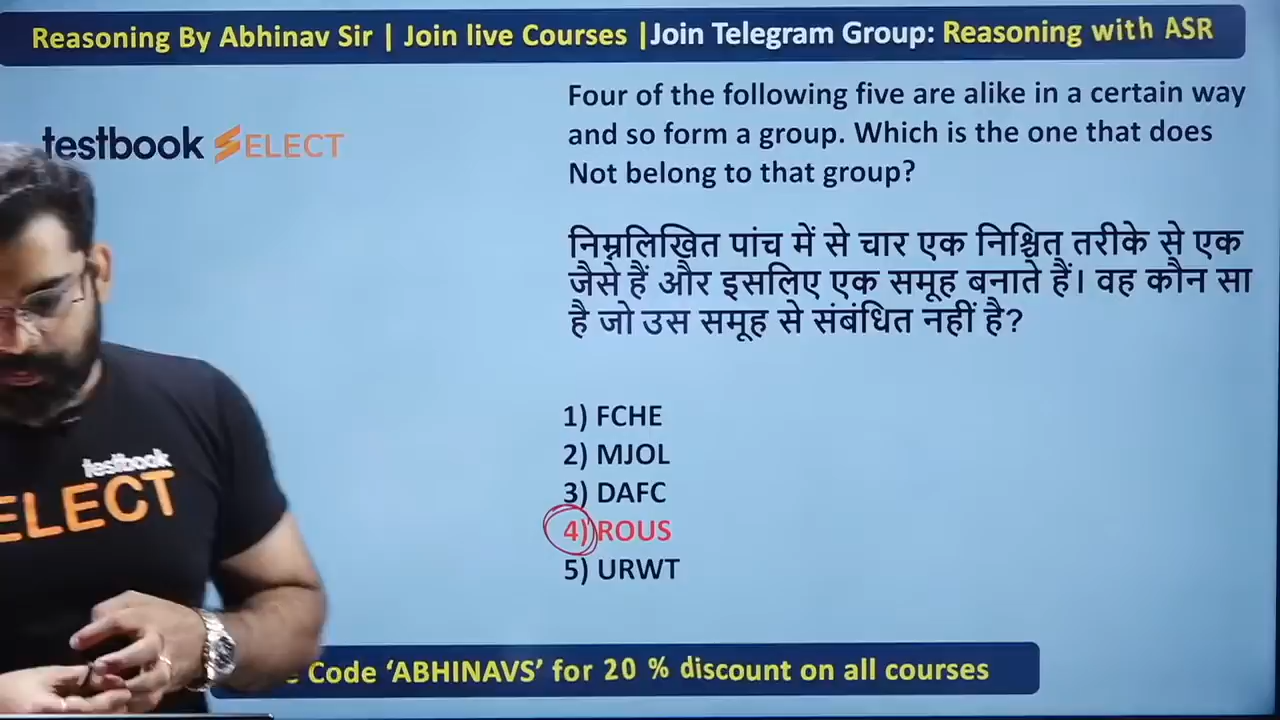 Reasoning By Abhinav Sir | Join live Courses |Join Telegram Group: Reasoning with ASR
testbook SELECT
Four of the following five are alike in a certain way
and so form a group. Which is the one that does
Not belong to that group?
निम्नलिखित पांच में से चार एक निश्चित तरीके से एक
जैसे हैं और इसलिए एक समूह बनाते हैं। वह कौन सा
है जो उस समूह से संबंधित नहीं है?
1) FCHE
2) MJOL
3) DAFC
4) ROUS
5) URWT
testbook
ELECT
Code ‘ABHINAVS’ for 20 % discount on all courses